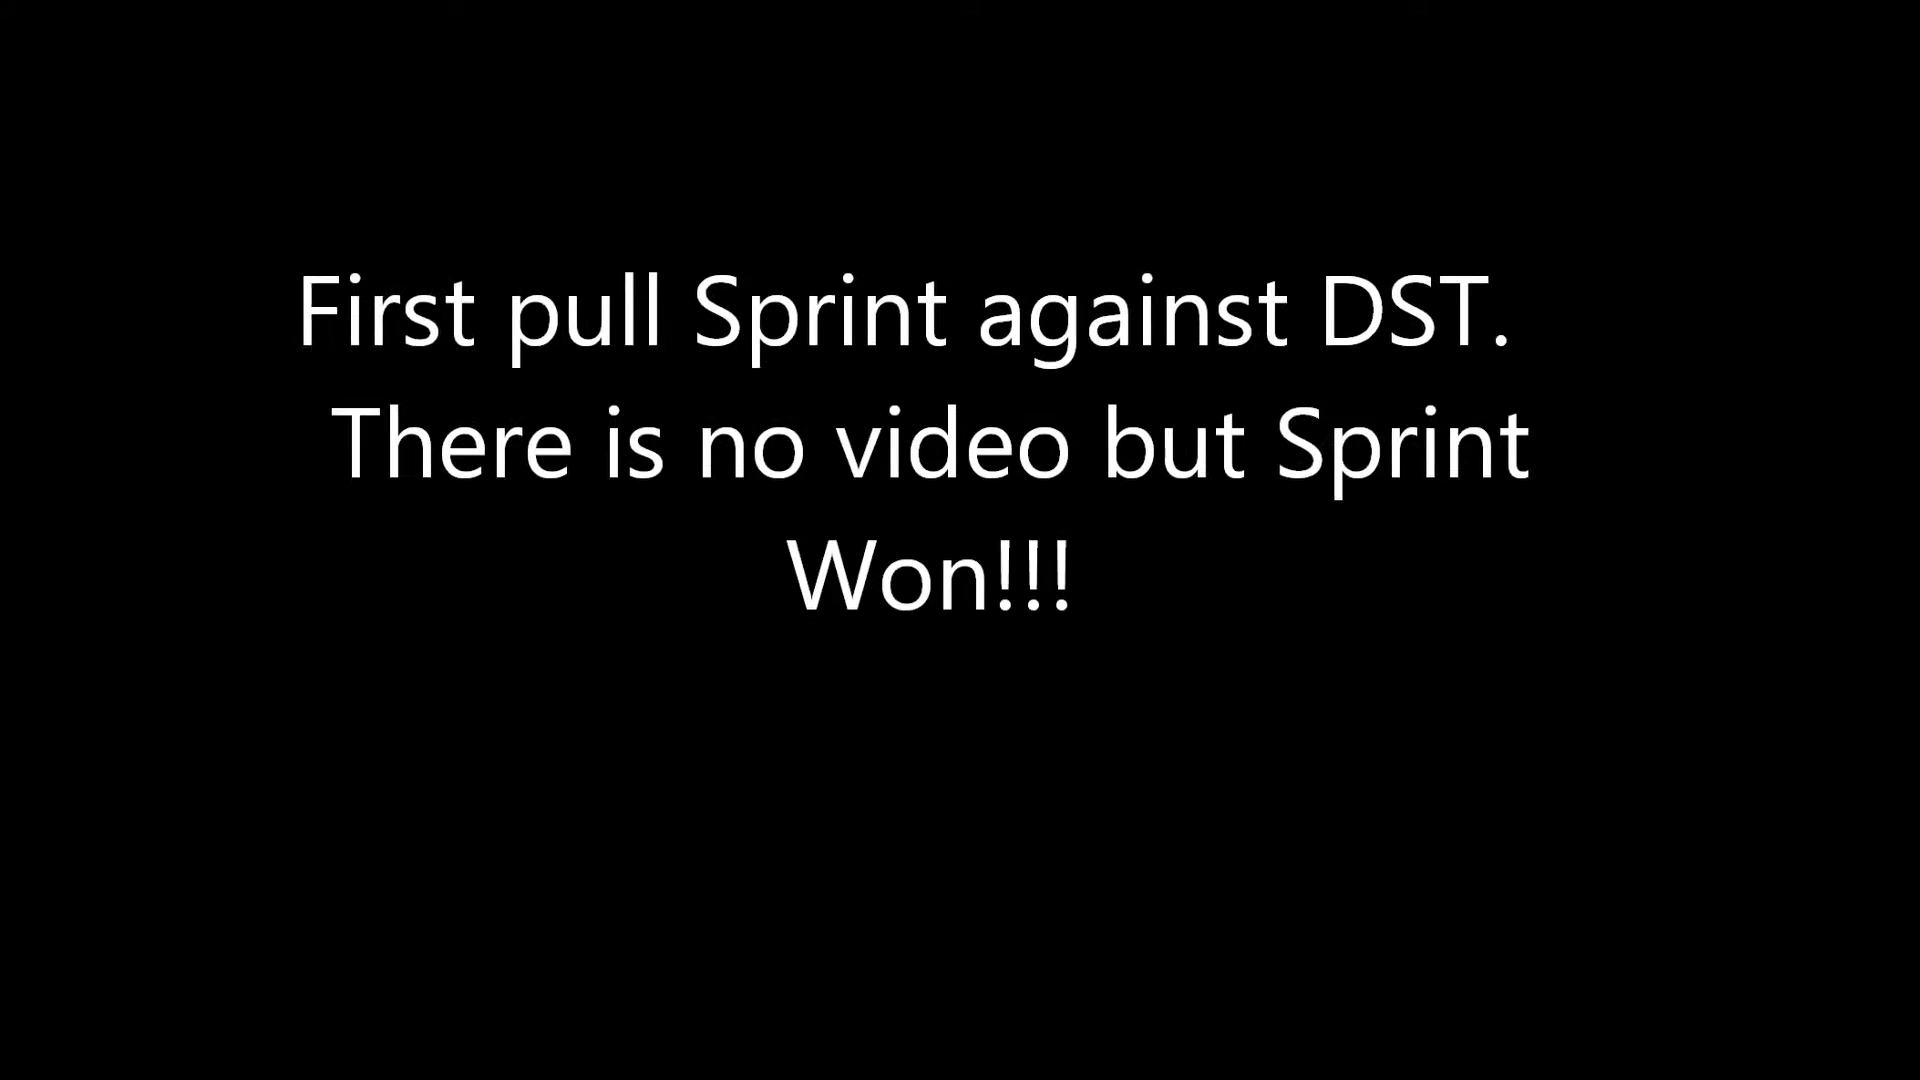 First pull Sprint against DST.
There is no video but Sprint
Won!!!